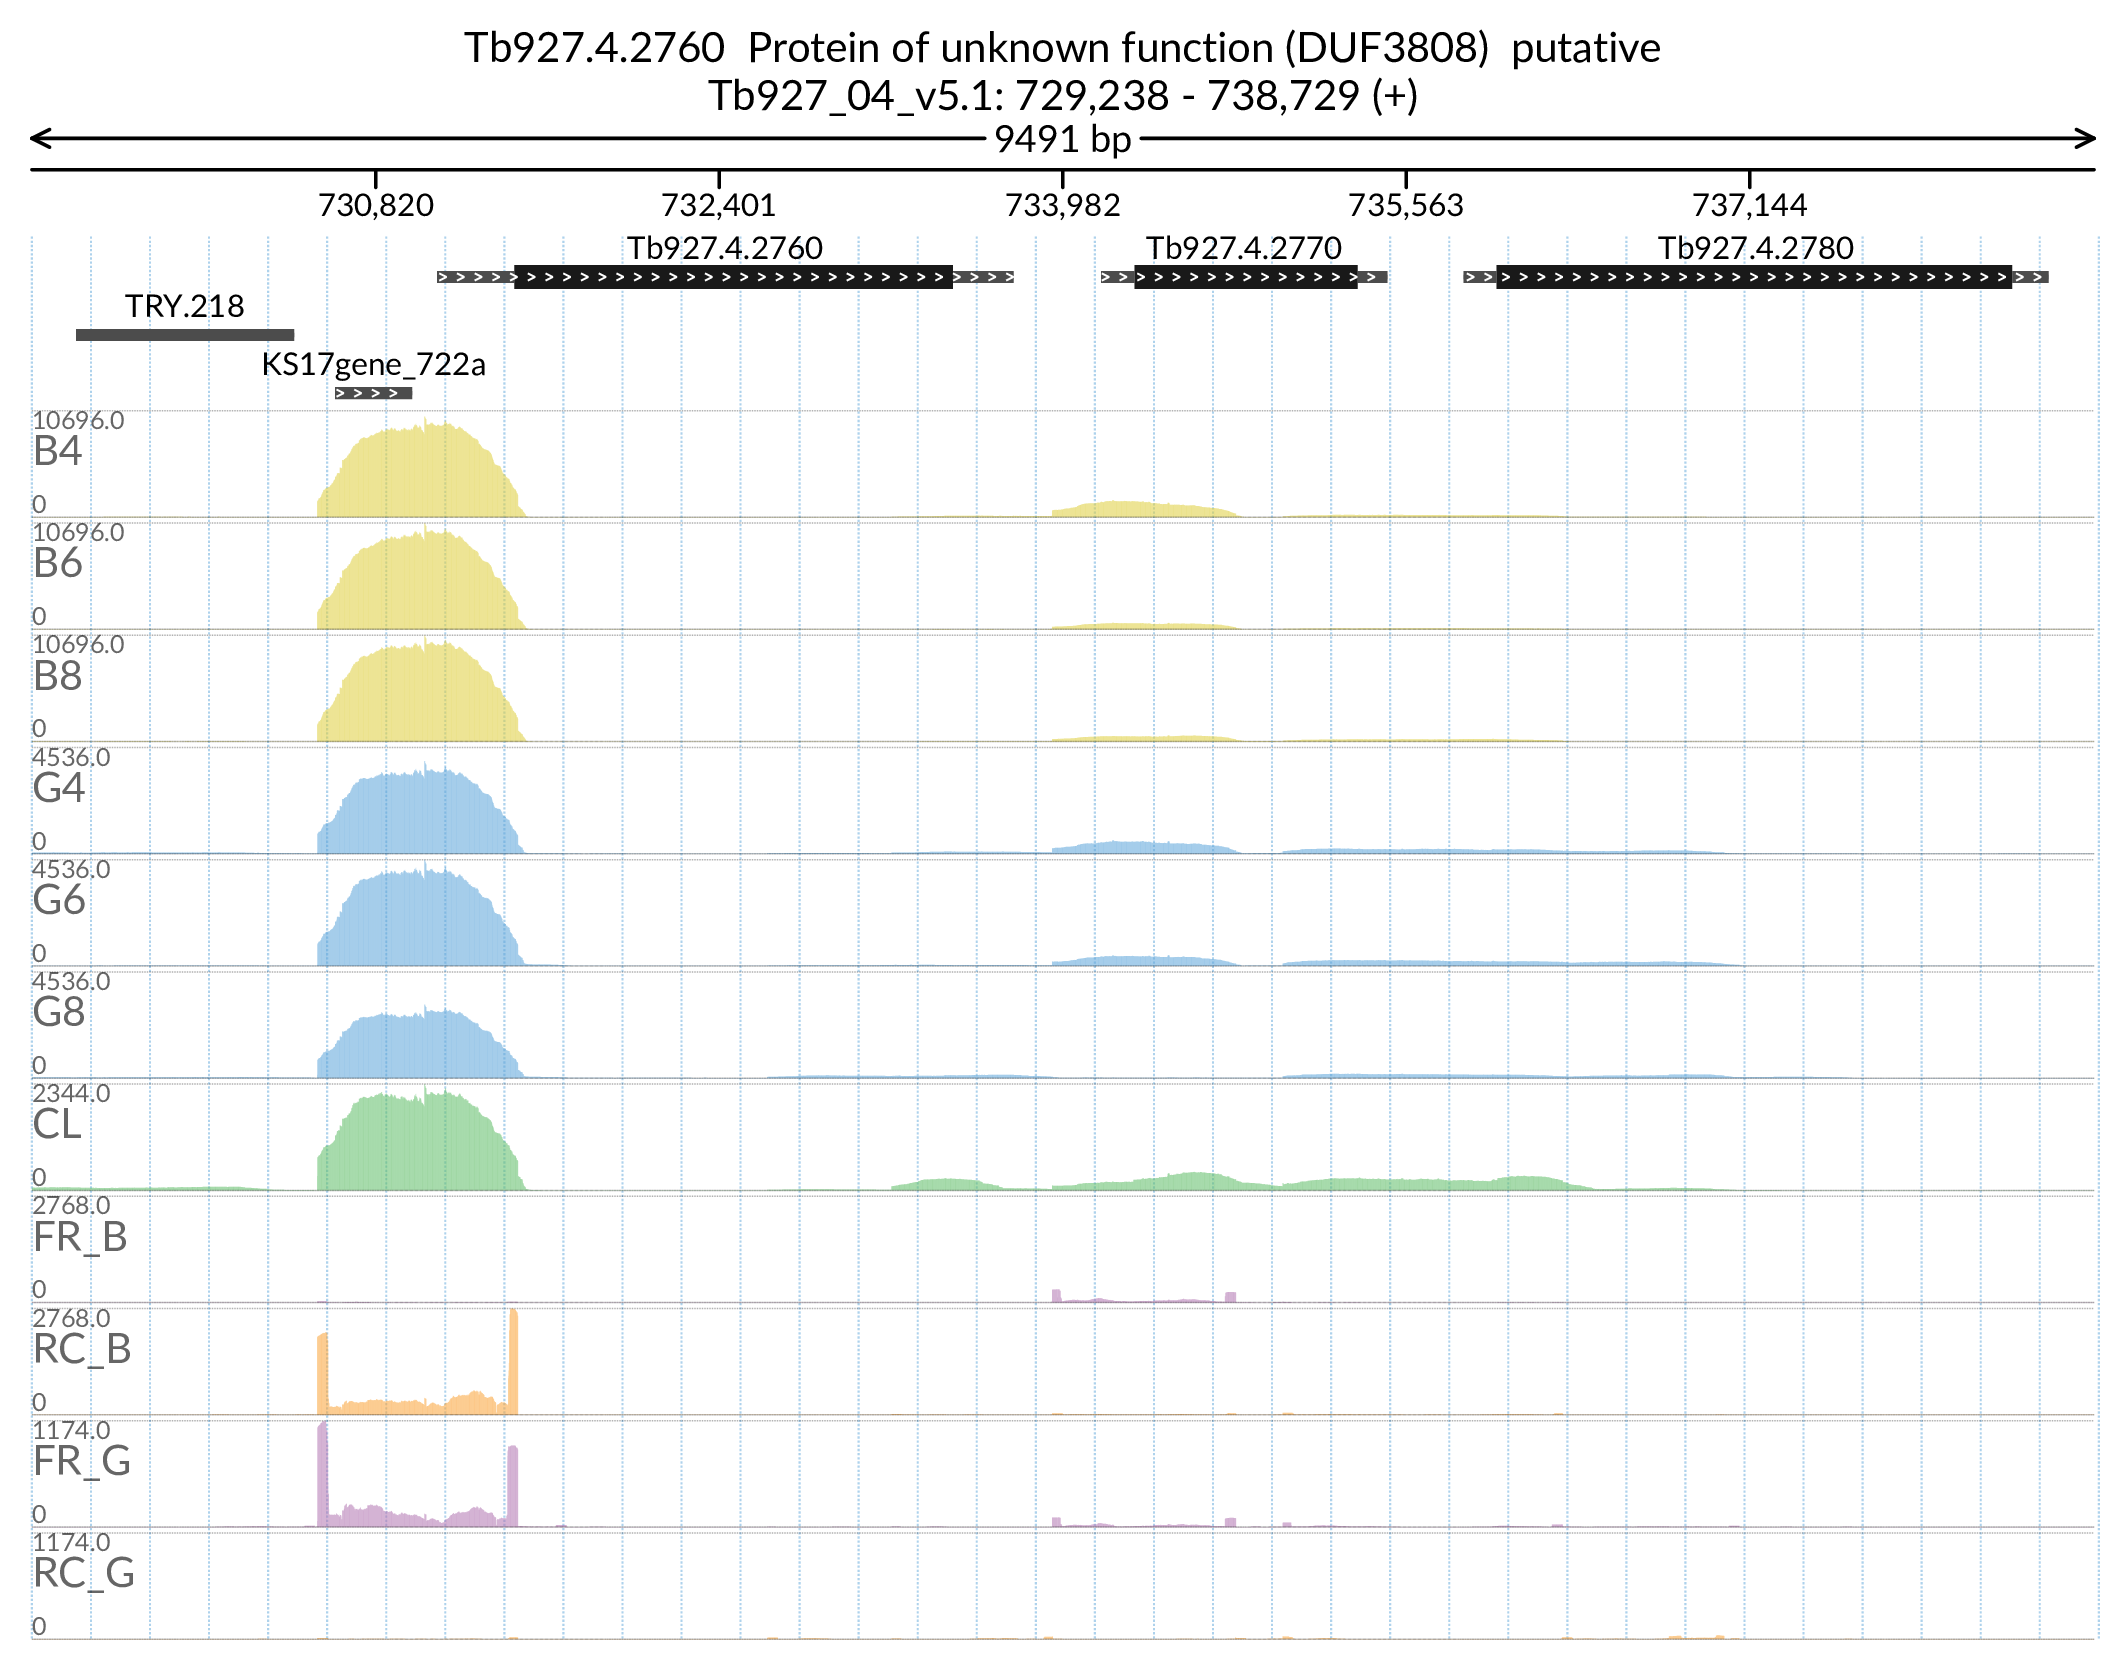 Tb927.4.2760  Protein of unknown function (DUF3808)  putative
Tb927_04_v5.1: 729,238 - 738,729 (+)
9491 bp
730,820 732,401 733,982 735,563 737,144
Tb927.4.2760 Tb927.4.2770 Tb927.4.2780
TRY.218
KS17gene_722a
10696.0
B4
0
10696.0
B6
0
10696.0
B8
0
4536.0
G4
0
4536.0
G6
0
4536.0
G8
0
2344.0
CL
0
2768.0
FR_B
0
2768.0
RC_B
0
1174.0
FR_G
0
1174.0
RC_G
0